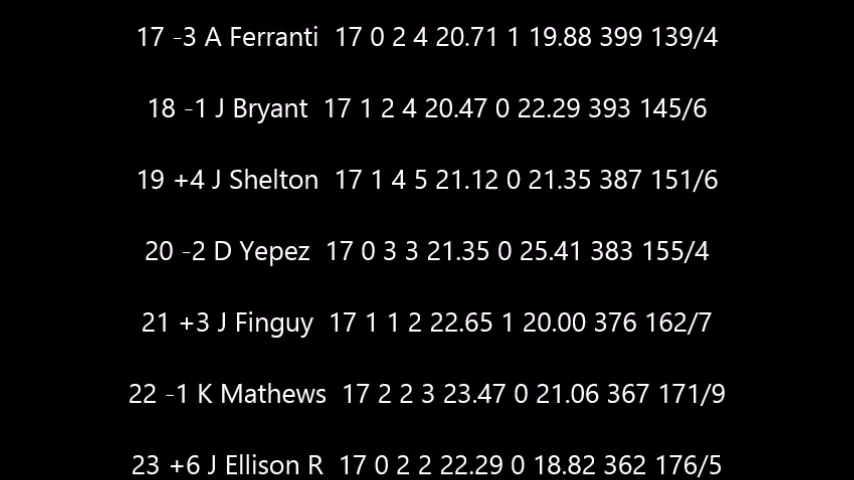 17 -3 A Ferranti 17 0 2 4 20.71 1 19.88 399 139/4
18 -1 J Bryant 17 1 2 4 20.47 0 22.29 393 145/6
19 +4 J Shelton 17 1 4 5 21.12 0 21.35 387 151/6
20 -2 D Yepez 17 0 3 3 21.35 0 25.41 383 155/4
21 +3 J Finguy 17 1 1 2 22.65 1 20.00 376 162/7
22 -1 K Mathews 17 2 2 3 23.47 0 21.06 367 171/9
23 +6 J Ellison R 17 0 2 2 22.29 0 18.82 362 176/5